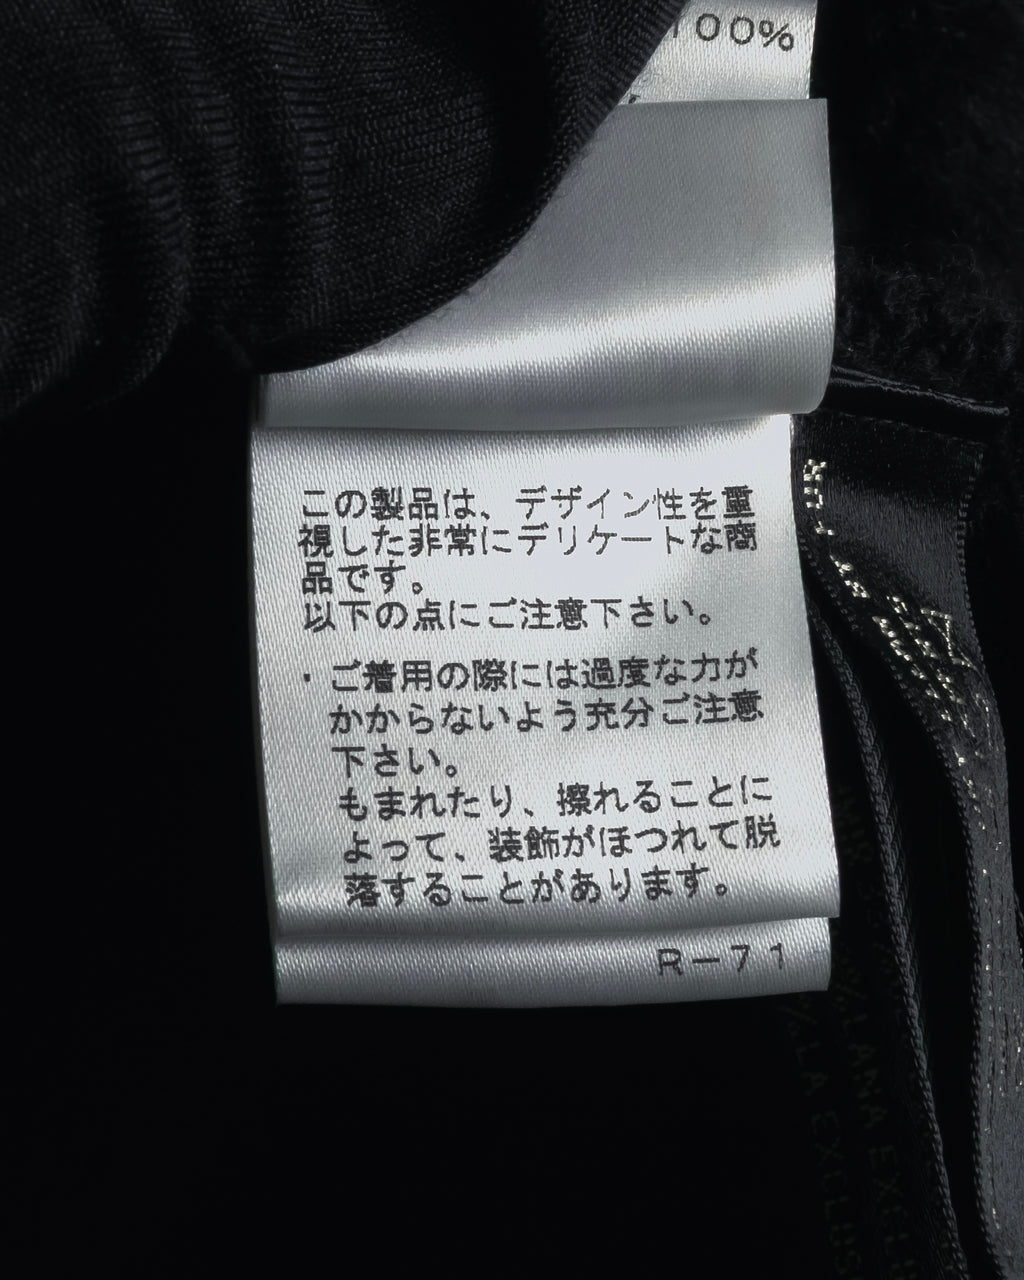 100%
この製品は、デザイン性を重
視した非常にデリケートな商
品です。
以下の点にご注意下さい。
・ご着用の際には過度な力が
かからないよう充分ご注意
下さい。
もまれたり、擦れることに
よって、装飾がほつれて脱
落することがあります。
R-71